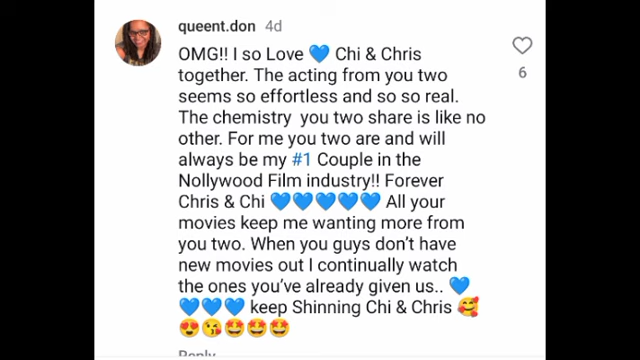 queent.don 4d
OMG!! I so Love 💙 Chi & Chris
together. The acting from you two
seems so effortless and so so real.
The chemistry you two share is like no
other. For me you two are and will
always be my #1 Couple in the
Nollywood Film industry!! Forever
Chris & Chi 💙💙💙💙💙 All your
movies keep me wanting more from
you two. When you guys don't have
new movies out I continually watch
the ones you've already given us.. 💙
💙💙💙 keep Shinning Chi & Chris 🥰
😍😘🤩🤩🤩
6
Reply